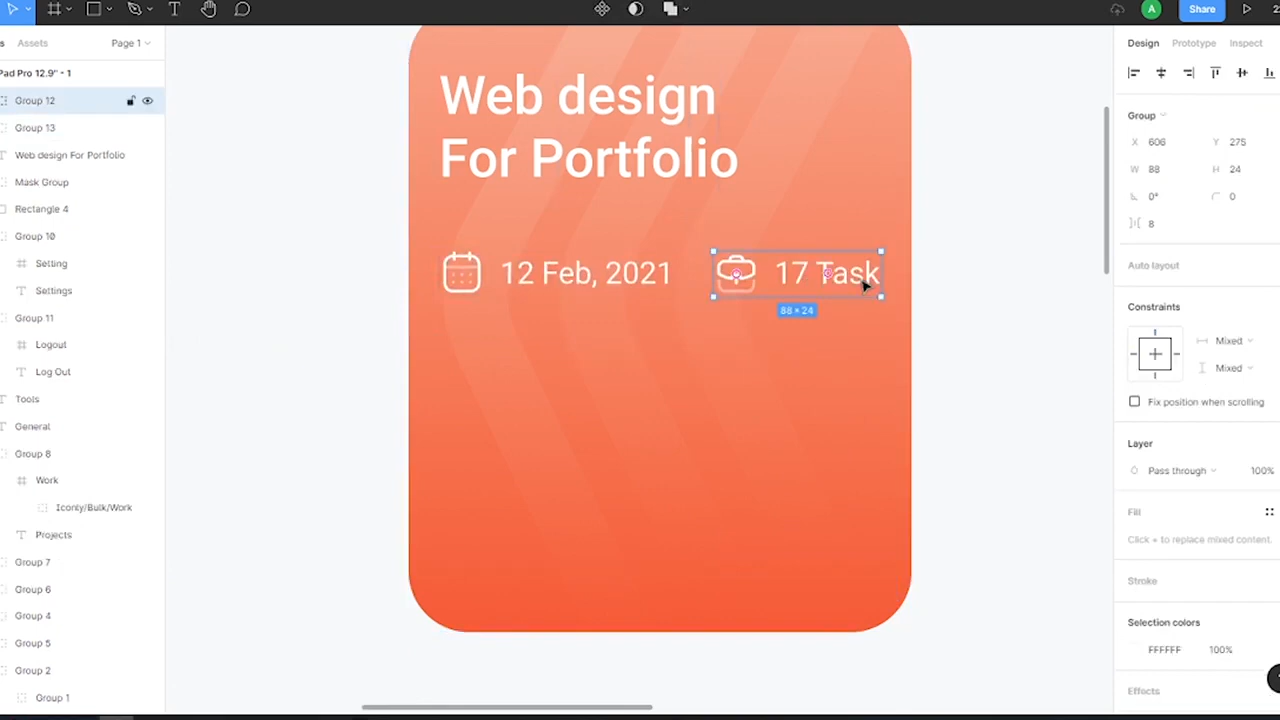 A
Share
Assets
Page 1
Design
Prototype
Inspect
Pad Pro 12.9" - 1
Group 12
Group 13
Web design For Portfolio
Mask Group
Rectangle 4
Group 10
Setting
Settings
Group 11
Logout
Log Out
Tools
General
Group 8
Work
Iconly/Bulk/Work
Projects
Group 7
Group 6
Group 4
Group 5
Group 2
Group 1
Web design
For Portfolio
12 Feb, 2021
17 Task
88 × 24
Group
X 606
Y 275
W 88
H 24
0°
0
8
Auto layout
Constraints
Mixed
Mixed
Fix position when scrolling
Layer
Pass through
100%
Fill
Click + to replace mixed content.
Stroke
Selection colors
FFFFFF
100%
Effects